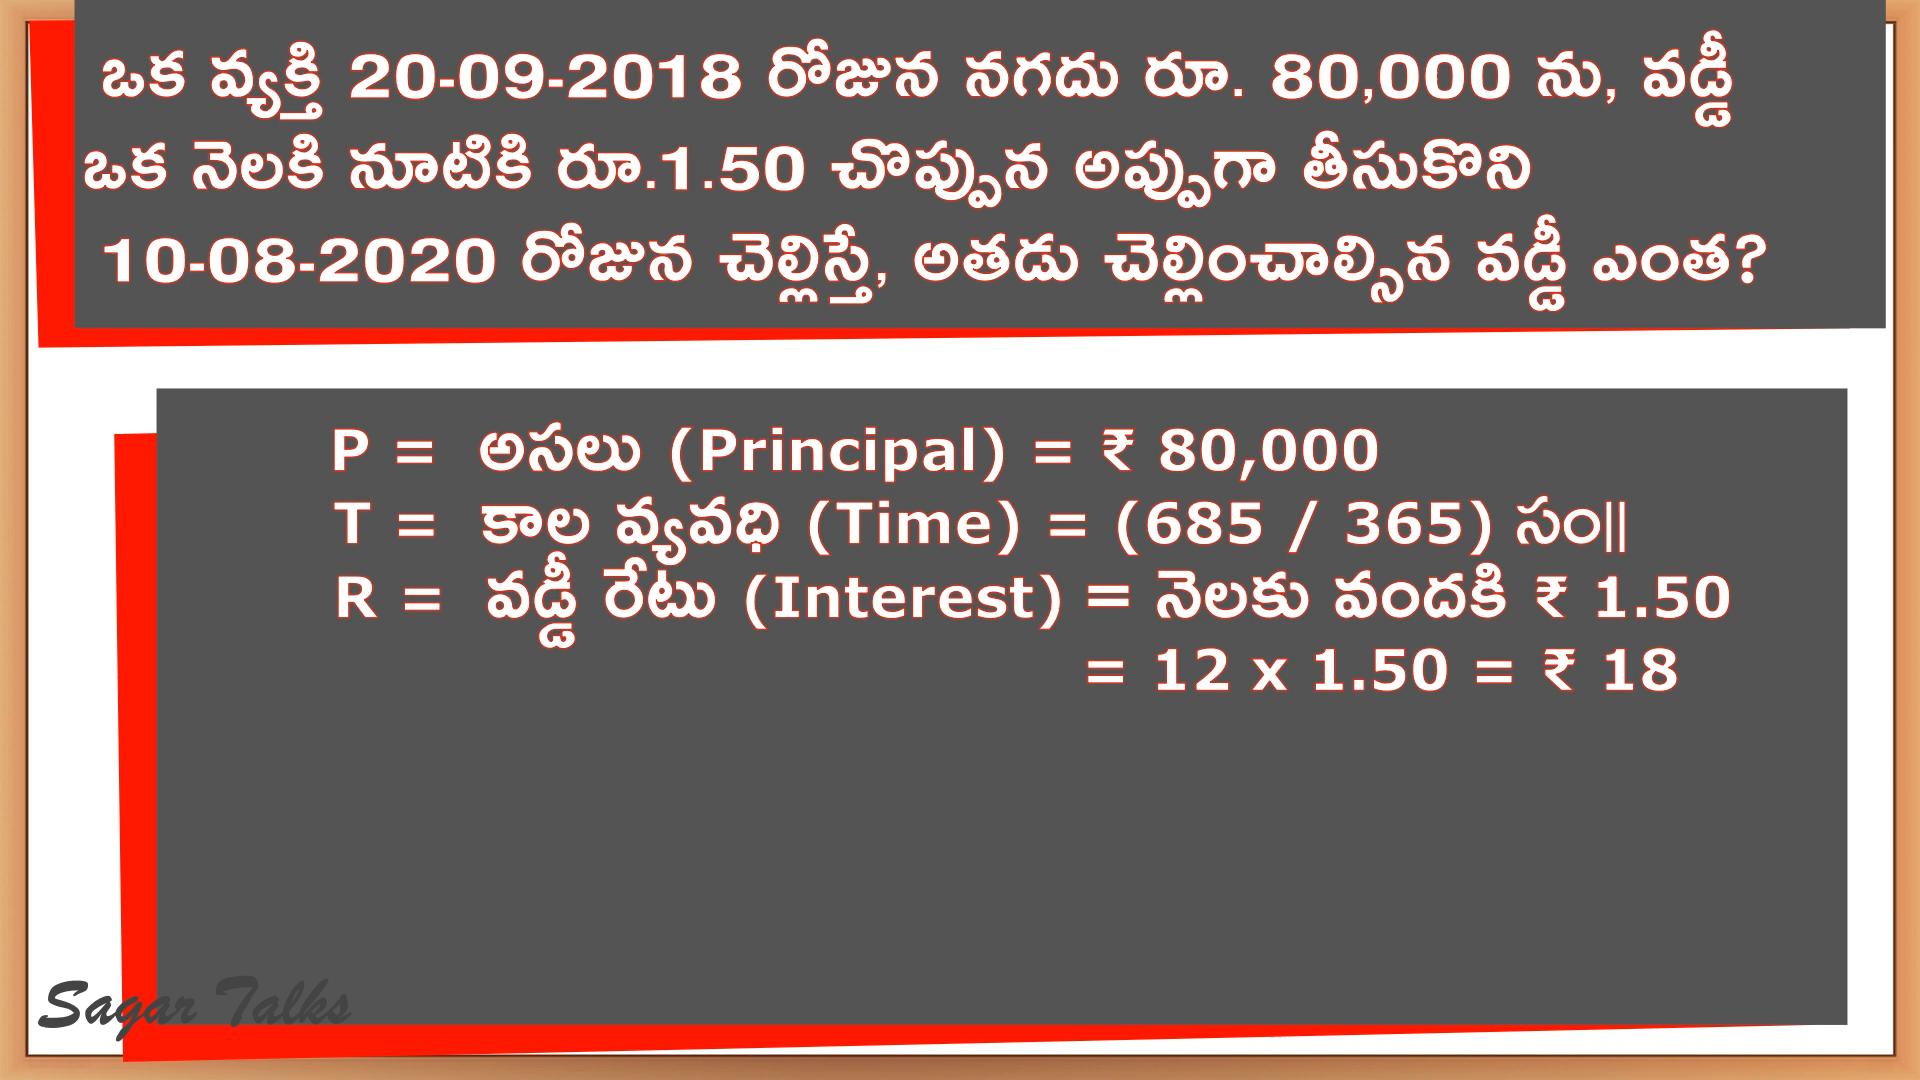 ఒక వ్యక్తి 20-09-2018 రోజున నగదు రూ. 80,000 ను, వడ్డీ
ఒక నెలకి నూటికి రూ.1.50 చొప్పున అప్పుగా తీసుకొని
10-08-2020 రోజున చెల్లిస్తే, అతడు చెల్లించాల్సిన వడ్డీ ఎంత?
P = అసలు (Principal) = ₹ 80,000
T = కాల వ్యవధి (Time) = (685 / 365) సం||
R = వడ్డీ రేటు (Interest) = నెలకు వందకి ₹ 1.50
= 12 x 1.50 = ₹ 18
Sagar Talks